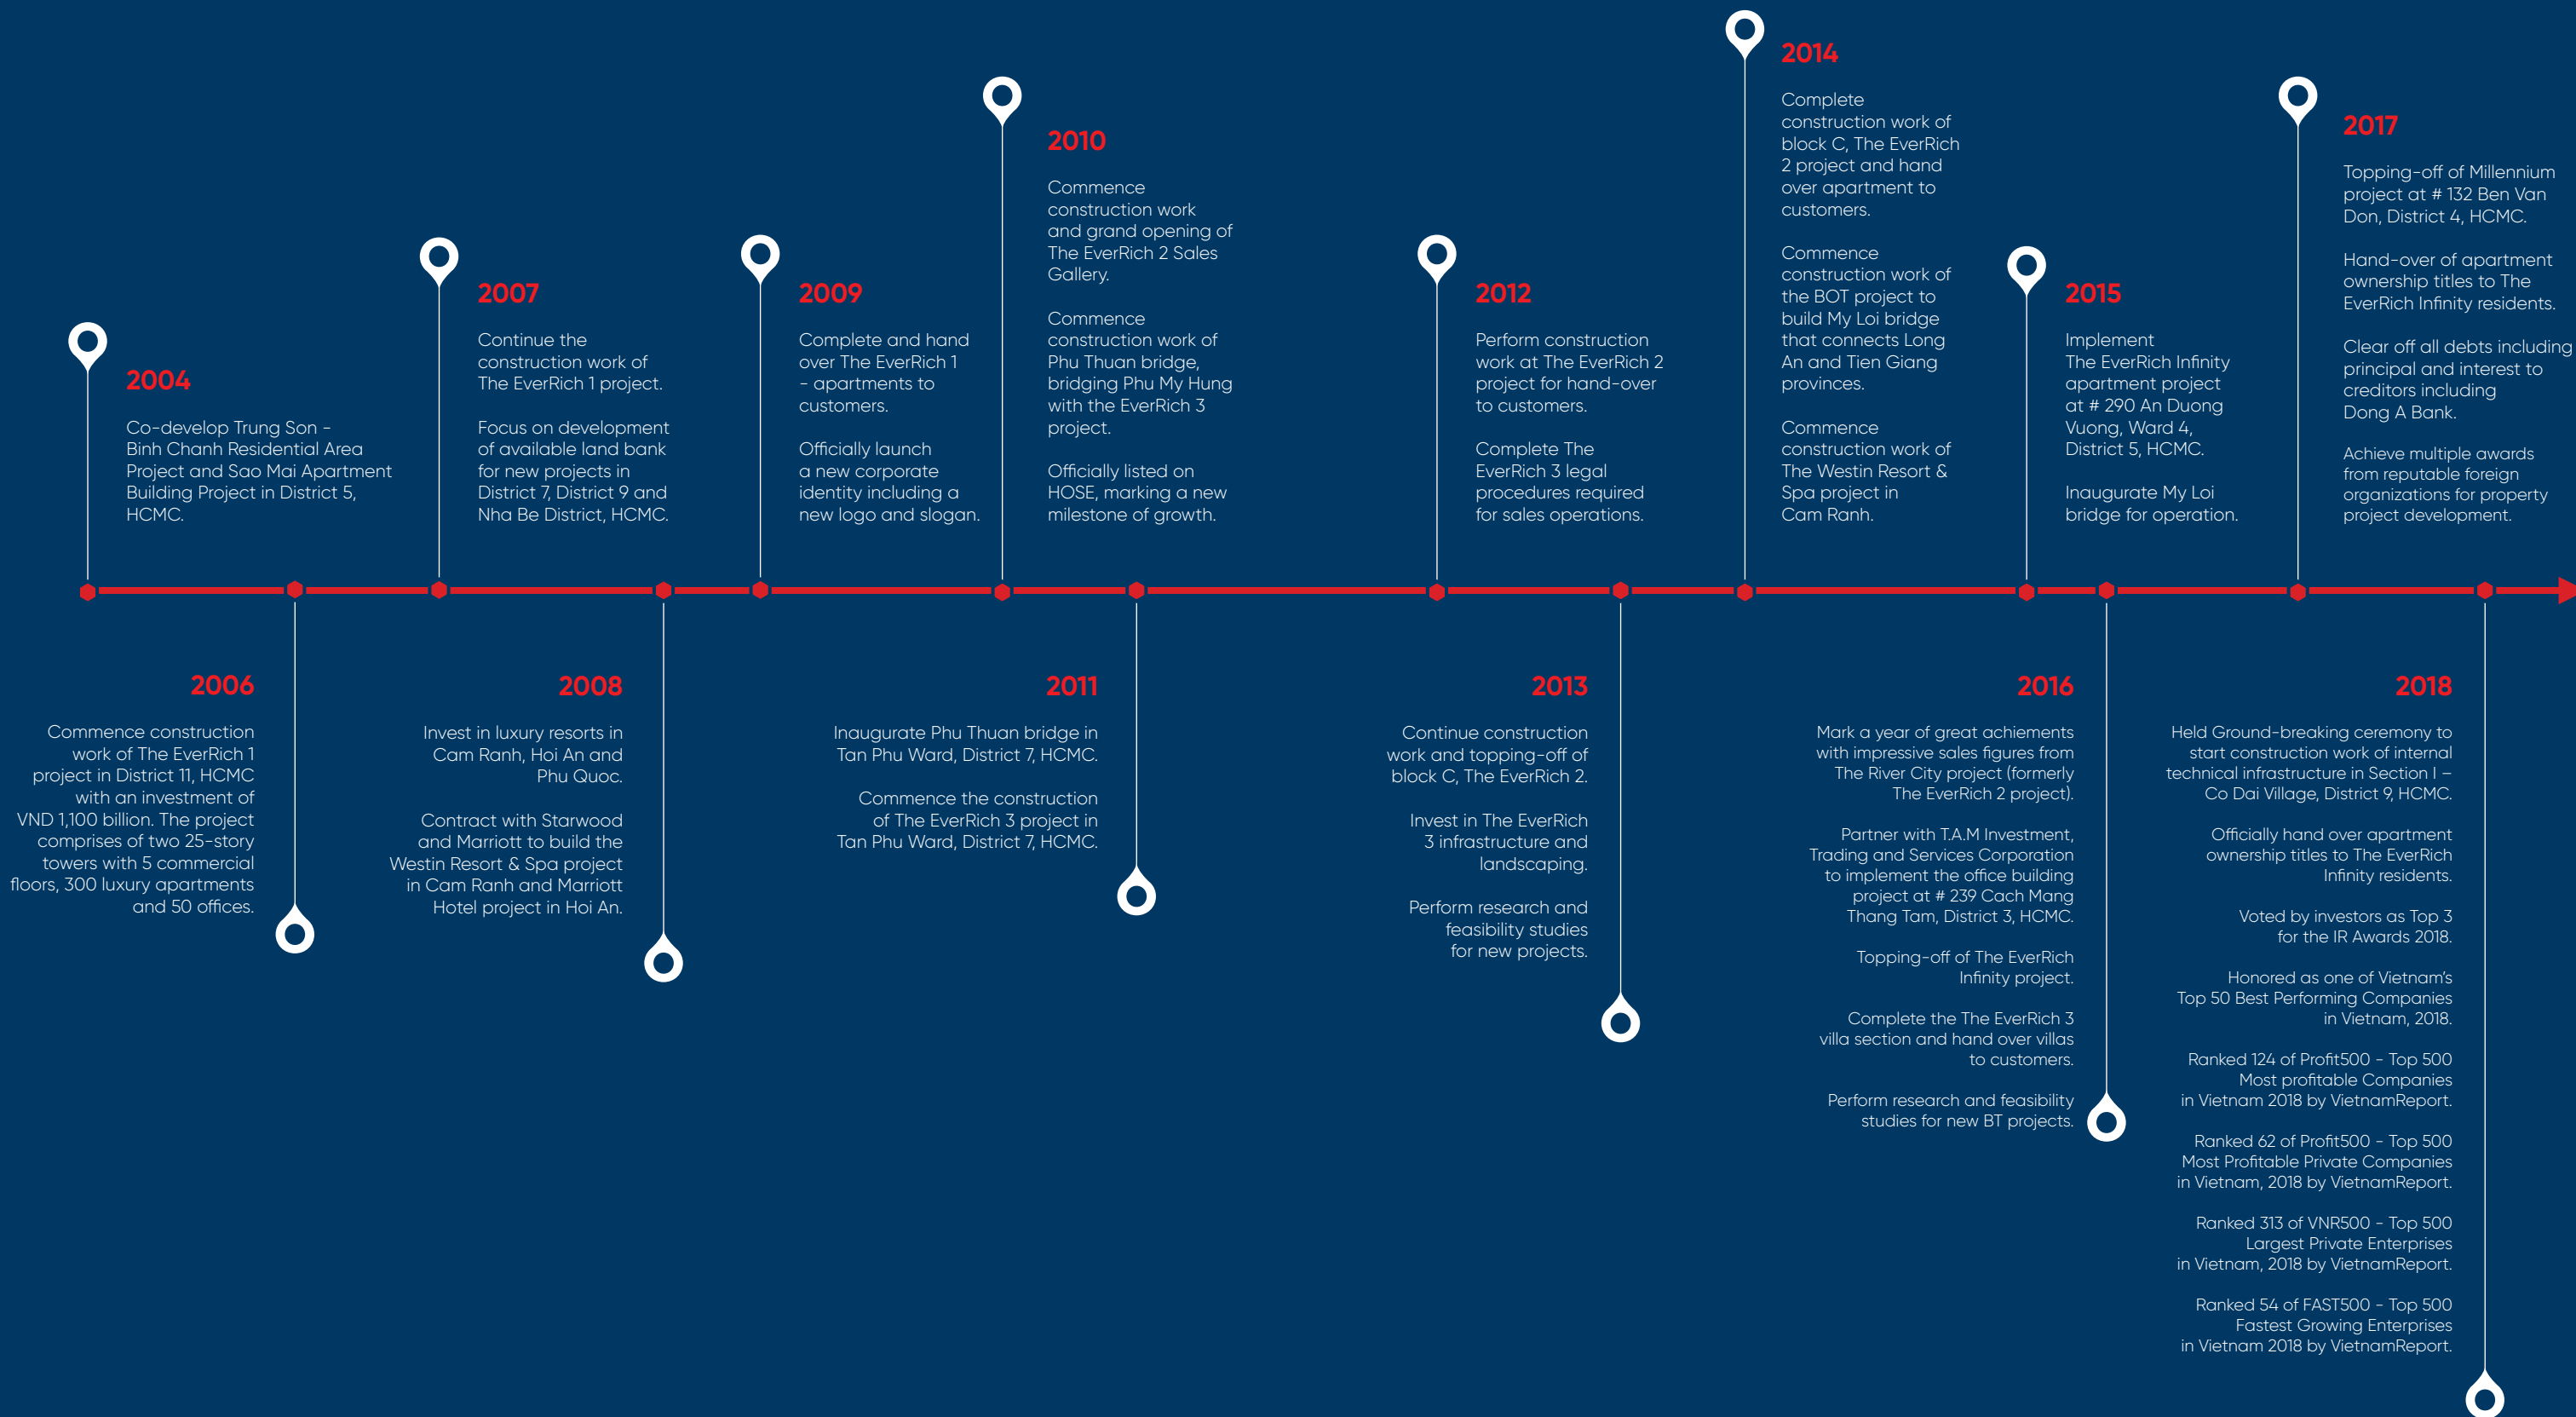 2004
Co-develop Trung Son -
Binh Chanh Residential Area
Project and Sao Mai Apartment
Building Project in District 5,
HCMC.
2006
Commence construction
work of The EverRich 1
project in District 11, HCMC
with an investment of
VND 1,100 billion. The project
comprises of two 25-story
towers with 5 commercial
floors, 300 luxury apartments
and 50 offices.
2007
Continue the
construction work of
The EverRich 1 project.
Focus on development
of available land bank
for new projects in
District 7, District 9 and
Nha Be District, HCMC.
2008
Invest in luxury resorts in
Cam Ranh, Hoi An and
Phu Quoc.
Contract with Starwood
and Marriott to build the
Westin Resort & Spa project
in Cam Ranh and Marriott
Hotel project in Hoi An.
2009
Complete and hand
over The EverRich 1
- apartments to
customers.
Officially launch
a new corporate
identity including a
new logo and slogan.
2010
Commence
construction work
and grand opening of
The EverRich 2 Sales
Gallery.
Commence
construction work of
Phu Thuan bridge,
bridging Phu My Hung
with the EverRich 3
project.
Officially listed on
HOSE, marking a new
milestone of growth.
2011
Inaugurate Phu Thuan bridge in
Tan Phu Ward, District 7, HCMC.
Commence the construction
of The EverRich 3 project in
Tan Phu Ward, District 7, HCMC.
2012
Perform construction
work at The EverRich 2
project for hand-over
to customers.
Complete The
EverRich 3 legal
procedures required
for sales operations.
2013
Continue construction
work and topping-off of
block C, The EverRich 2.
Invest in The EverRich
3 infrastructure and
landscaping.
Perform research and
feasibility studies
for new projects.
2014
Complete
construction work of
block C, The EverRich
2 project and hand
over apartment to
customers.
Commence
construction work of
the BOT project to
build My Loi bridge
that connects Long
An and Tien Giang
provinces.
Commence
construction work of
The Westin Resort &
Spa project in
Cam Ranh.
2015
Implement
The EverRich Infinity
apartment project
at # 290 An Duong
Vuong, Ward 4,
District 5, HCMC.
Inaugurate My Loi
bridge for operation.
2016
Mark a year of great achiements
with impressive sales figures from
The River City project (formerly
The EverRich 2 project).
Partner with T.A.M Investment,
Trading and Services Corporation
to implement the office building
project at # 239 Cach Mang
Thang Tam, District 3, HCMC.
Topping-off of The EverRich
Infinity project.
Complete the The EverRich 3
villa section and hand over villas
to customers.
Perform research and feasibility
studies for new BT projects.
2017
Topping-off of Millennium
project at # 132 Ben Van
Don, District 4, HCMC.
Hand-over of apartment
ownership titles to The
EverRich Infinity residents.
Clear off all debts including
principal and interest to
creditors including
Dong A Bank.
Achieve multiple awards
from reputable foreign
organizations for property
project development.
2018
Held Ground-breaking ceremony to
start construction work of internal
technical infrastructure in Section I –
Co Dai Village, District 9, HCMC.
Officially hand over apartment
ownership titles to The EverRich
Infinity residents.
Voted by investors as Top 3
for the IR Awards 2018.
Honored as one of Vietnam's
Top 50 Best Performing Companies
in Vietnam, 2018.
Ranked 124 of Profit500 - Top 500
Most profitable Companies
in Vietnam 2018 by VietnamReport.
Ranked 62 of Profit500 - Top 500
Most Profitable Private Companies
in Vietnam, 2018 by VietnamReport.
Ranked 313 of VNR500 - Top 500
Largest Private Enterprises
in Vietnam, 2018 by VietnamReport.
Ranked 54 of FAST500 - Top 500
Fastest Growing Enterprises
in Vietnam 2018 by VietnamReport.